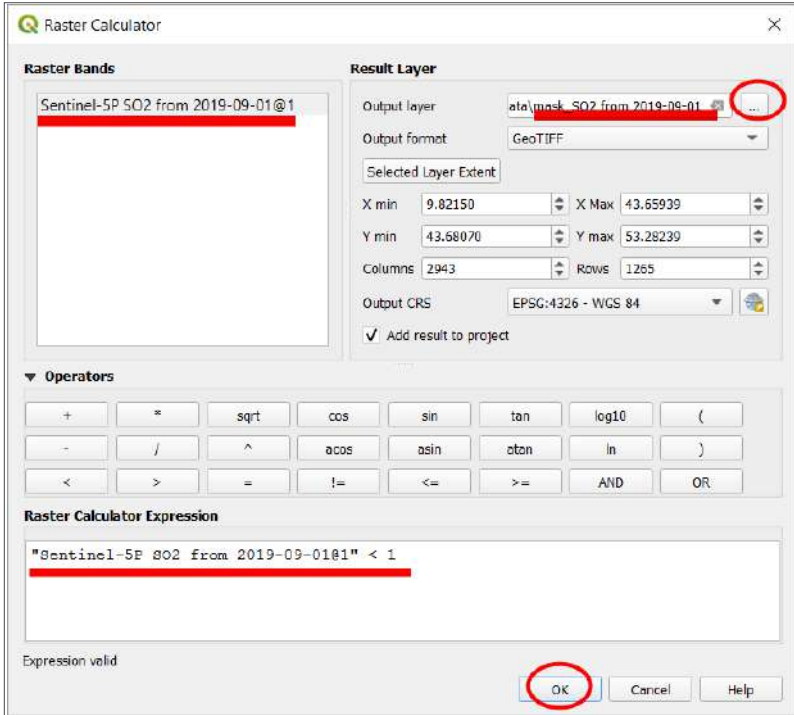 Raster Calculator
Raster Bands
Sentinel-5P SO2 from 2019-09-01@1
Result Layer
Output layer ata\mask_SO2 from 2019-09-01 ...
Output format GeoTIFF
Selected Layer Extent
X min 9.82150 X Max 43.65939
Y min 43.68070 Y max 53.28239
Columns 2943 Rows 1265
Output CRS EPSG:4326 - WGS 84
Add result to project
Operators
+ * sqrt cos sin tan log10 (
- / ^ acos asin atan ln )
< > = != <= >= AND OR
Raster Calculator Expression
"Sentinel-5P SO2 from 2019-09-01@1" < 1
Expression valid
OK Cancel Help